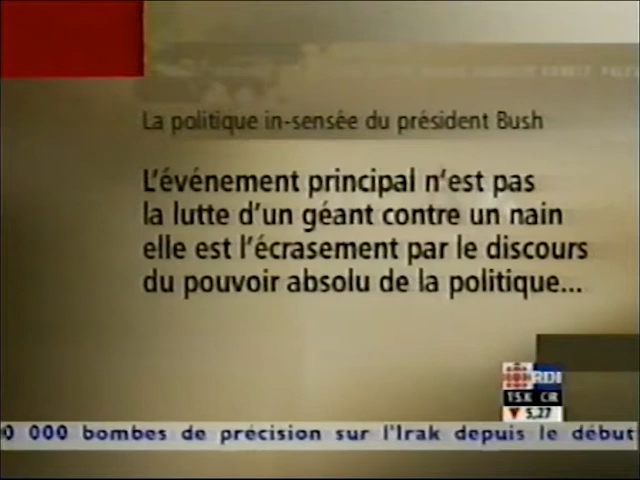 La politique in-sensée du président Bush
L'événement principal n'est pas
la lutte d'un géant contre un nain
elle est l'écrasement par le discours
du pouvoir absolu de la politique...
RDI
▼ 5,27
0 000 bombes de précision sur l'Irak depuis le début